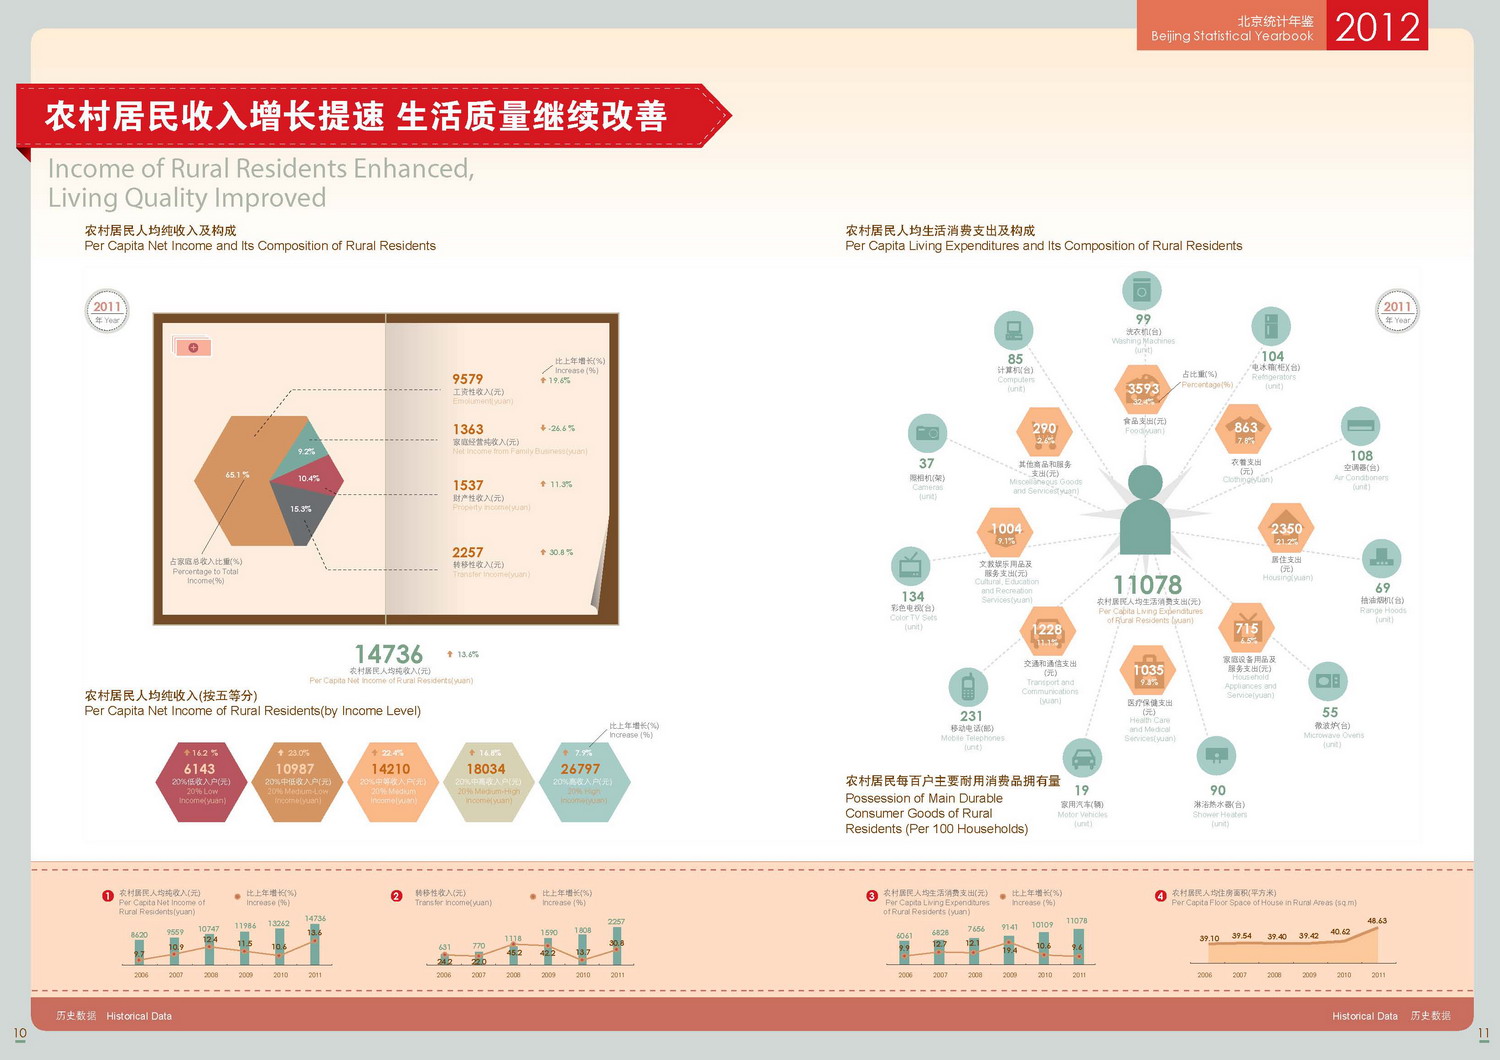 北京统计年鉴
Beijing Statistical Yearbook
2012
农村居民收入增长提速 生活质量继续改善
Income of Rural Residents Enhanced,
Living Quality Improved
农村居民人均纯收入及构成
Per Capita Net Income and Its Composition of Rural Residents
2011
年 Year
比上年增长(%)
Increase (%)
9579
19.6%
工资性收入(元)
Emolument(yuan)
1363
-26.6 %
家庭经营纯收入(元)
Net Income from Family Business(yuan)
1537
11.3%
财产性收入(元)
Property Income(yuan)
2257
30.8 %
转移性收入(元)
Transfer Income(yuan)
65.1 %
9.2%
10.4%
15.3%
占家庭总收入比重(%)
Percentage to Total
Income(%)
14736
13.6%
农村居民人均纯收入(元)
Per Capita Net Income of Rural Residents(yuan)
农村居民人均纯收入(按五等分)
Per Capita Net Income of Rural Residents(by Income Level)
比上年增长(%)
Increase (%)
16.2 %
6143
20%低收入户(元)
20% Low
Income(yuan)
23.0%
10987
20%中低收入户(元)
20% Medium-Low
Income(yuan)
22.4%
14210
20%中等收入户(元)
20% Medium
Income(yuan)
16.8%
18034
20%中高收入户(元)
20% Medium-High
Income(yuan)
7.9%
26797
20%高收入户(元)
20% High
Income(yuan)
农村居民人均生活消费支出及构成
Per Capita Living Expenditures and Its Composition of Rural Residents
2011
年 Year
99
洗衣机(台)
Washing Machines
(unit)
85
计算机(台)
Computers
(unit)
104
电冰箱(柜)(台)
Refrigerators
(unit)
占比重(%)
Percentage(%)
3593
32.4%
食品支出(元)
Food(yuan)
290
2.6%
其他商品和服务
支出(元)
Miscellaneous Goods
and Services(yuan)
863
7.8%
衣着支出
(元)
Clothing(yuan)
37
照相机(架)
Cameras
(unit)
108
空调器(台)
Air Conditioners
(unit)
1004
9.1%
文教娱乐用品及
服务支出(元)
Cultural, Education
and Recreation
Services(yuan)
2350
21.2%
居住支出
(元)
Housing(yuan)
134
彩色电视(台)
Color TV Sets
(unit)
69
抽油烟机(台)
Range Hoods
(unit)
11078
农村居民人均生活消费支出(元)
Per Capita Living Expenditures
of Rural Residents (yuan)
1228
11.1%
交通和通信支出
(元)
Transport and
Communications
(yuan)
715
6.5%
家庭设备用品及
服务支出(元)
Household
Appliances and
Service(yuan)
1035
9.3%
医疗保健支出
(元)
Health Care
and Medical
Services(yuan)
231
移动电话(部)
Mobile Telephones
(unit)
55
微波炉(台)
Microwave Ovens
(unit)
19
家用汽车(辆)
Motor Vehicles
(unit)
90
淋浴热水器(台)
Shower Heaters
(unit)
农村居民每百户主要耐用消费品拥有量
Possession of Main Durable
Consumer Goods of Rural
Residents (Per 100 Households)
1
农村居民人均纯收入(元)
Per Capita Net Income of
Rural Residents(yuan)
比上年增长(%)
Increase (%)
8620 9559 10747 11986 13262 14736
9.7 10.9 12.4 11.5 10.6 13.6
2006 2007 2008 2009 2010 2011
2
转移性收入(元)
Transfer Income(yuan)
比上年增长(%)
Increase (%)
631 770 1118 1590 1808 2257
24.2 22.0 45.2 42.2 13.7 30.8
2006 2007 2008 2009 2010 2011
3
农村居民人均生活消费支出(元)
Per Capita Living Expenditures
of Rural Residents (yuan)
比上年增长(%)
Increase (%)
6061 6828 7656 9141 10109 11078
9.9 12.7 12.1 19.4 10.6 9.6
2006 2007 2008 2009 2010 2011
4
农村居民人均住房面积(平方米)
Per Capita Floor Space of House in Rural Areas (sq.m)
39.10 39.54 39.40 39.42 40.62 48.63
2006 2007 2008 2009 2010 2011
历史数据 Historical Data
Historical Data 历史数据
10
11